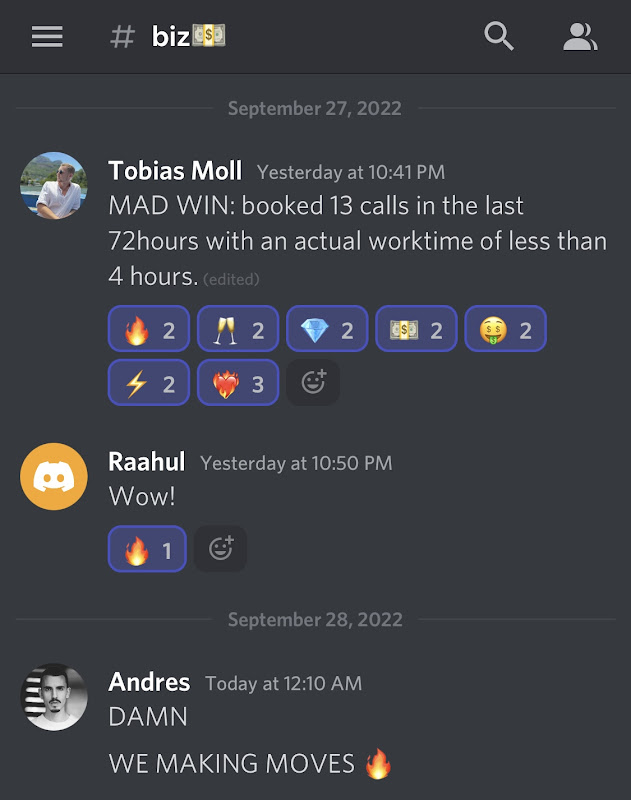 # biz💵
September 27, 2022
Tobias Moll Yesterday at 10:41 PM
MAD WIN: booked 13 calls in the last
72hours with an actual worktime of less than
4 hours. (edited)
🔥 2 🥂 2 💎 2 💵 2 🤑 2
⚡ 2 ❤️‍🔥 3
Raahul Yesterday at 10:50 PM
Wow!
🔥 1
September 28, 2022
Andres Today at 12:10 AM
DAMN
WE MAKING MOVES 🔥